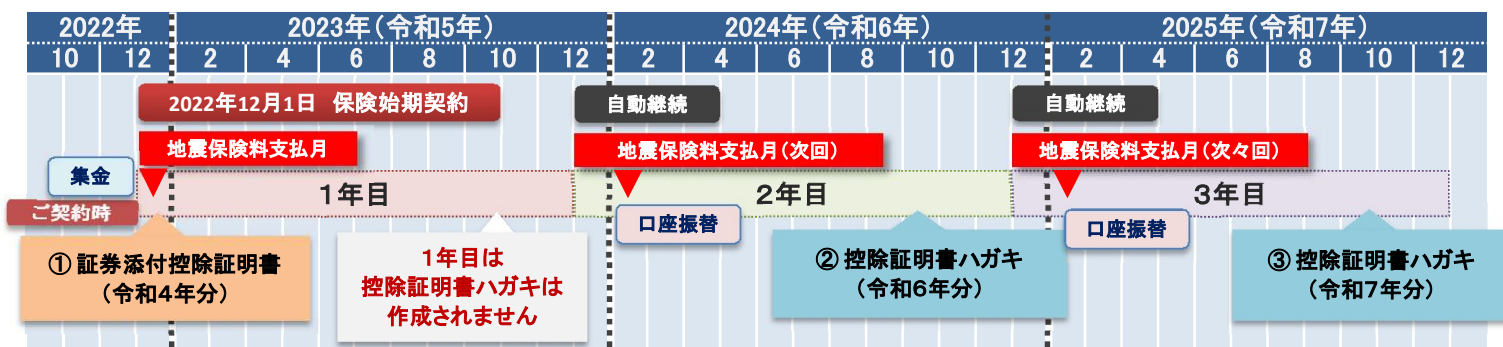 2022年 2023年（令和5年） 2024年（令和6年） 2025年（令和7年）
10 12 2 4 6 8 10 12 2 4 6 8 10 12 2 4 6 8 10 12
2022年12月1日 保険始期契約
自動継続
自動継続
地震保険料支払月
地震保険料支払月（次回）
地震保険料支払月（次々回）
集金
1年目
2年目
3年目
ご契約時
口座振替
口座振替
① 証券添付控除証明書
（令和4年分）
1年目は
控除証明書ハガキは
作成されません
② 控除証明書ハガキ
（令和6年分）
③ 控除証明書ハガキ
（令和7年分）